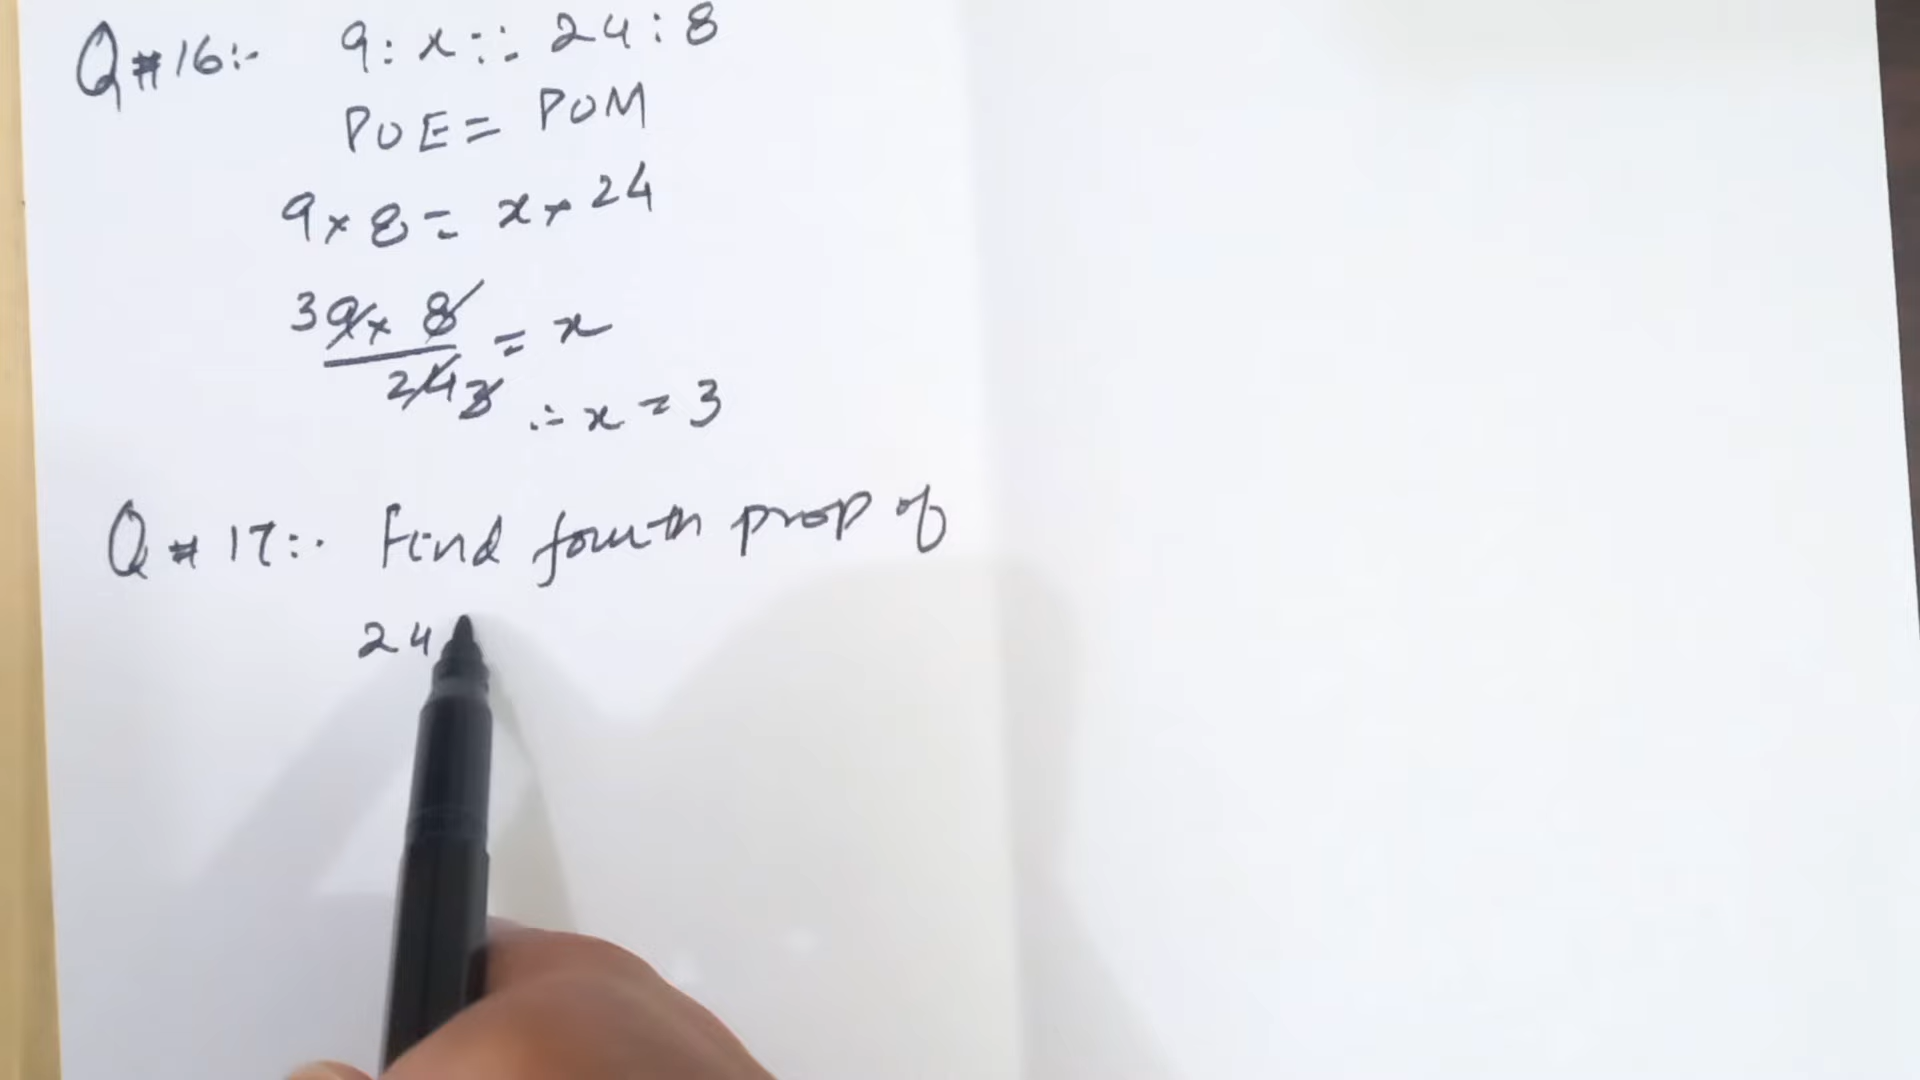 Q#16:- 9 : x :: 24 : 8
POE = POM
9 × 8 = x × 24
3 9 × 8 = x
24 3
∴ x = 3
Q # 17:- Find fourth prop of
24